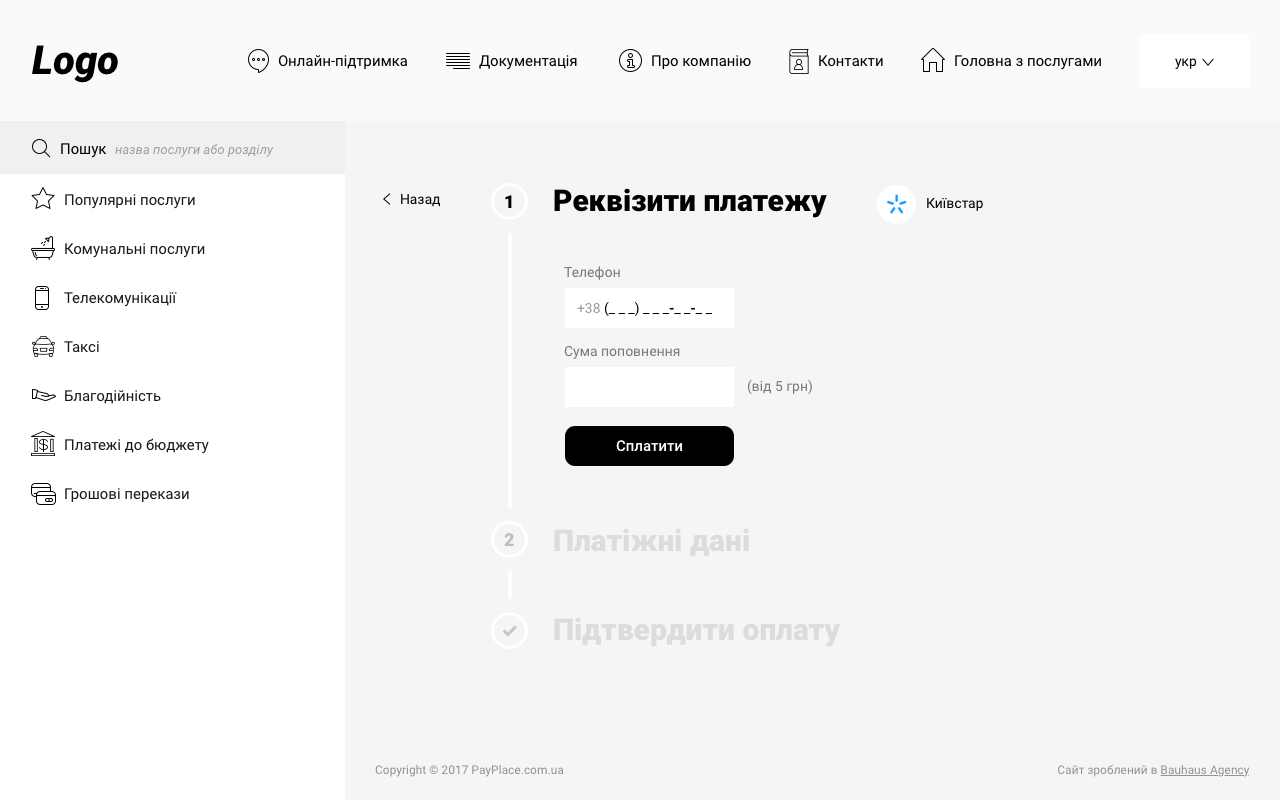 Logo
Онлайн-підтримка
Документація
Про компанію
Контакти
Головна з послугами
укр
Пошук назва послуги або розділу
Популярні послуги
Комунальні послуги
Телекомунікації
Таксі
Благодійність
Платежі до бюджету
Грошові перекази
Назад
1 Реквізити платежу
Київстар
Телефон
+38 (_ _ _) _ _ _-_ _-_ _
Сума поповнення
(від 5 грн)
Сплатити
2 Платіжні дані
Підтвердити оплату
Copyright © 2017 PayPlace.com.ua
Сайт зроблений в Bauhaus Agency